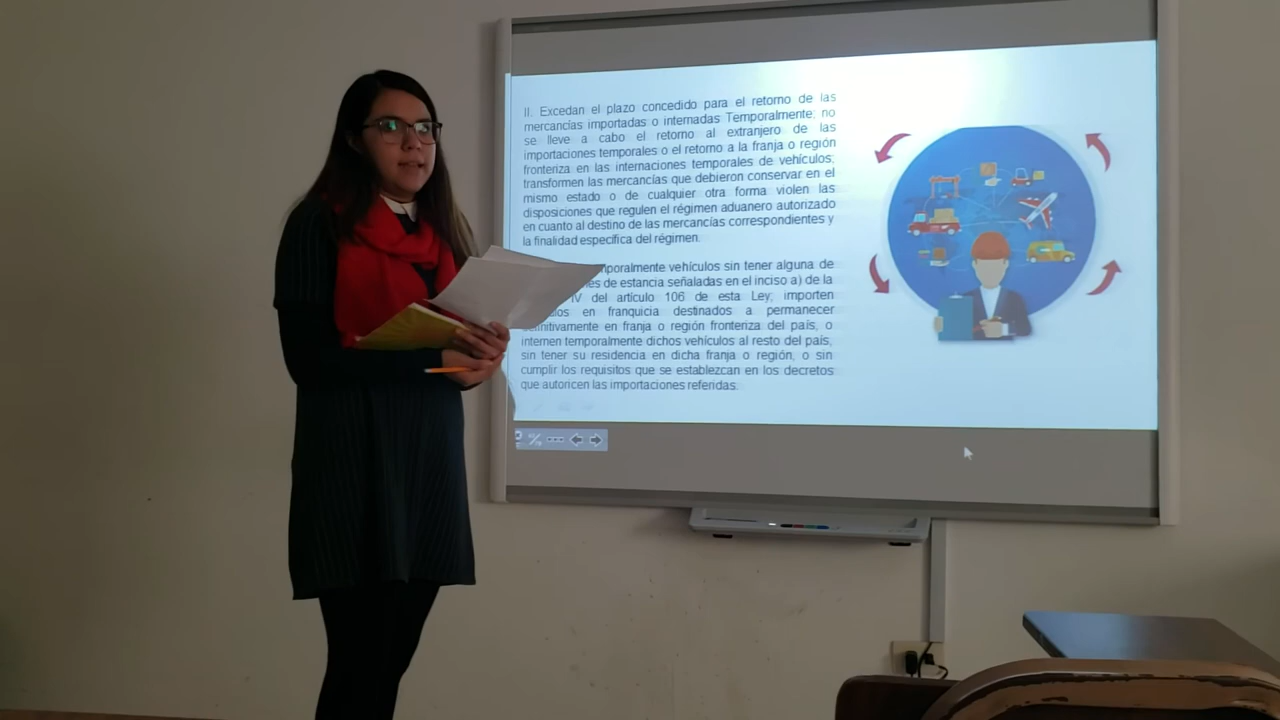 II. Excedan el plazo concedido para el retorno de las
mercancías importadas o internadas Temporalmente; no
se lleve a cabo el retorno al extranjero de las
importaciones temporales o el retorno a la franja o región
fronteriza en las internaciones temporales de vehículos;
transformen las mercancías que debieron conservar en el
mismo estado o de cualquier otra forma violen las
disposiciones que regulen el régimen aduanero autorizado
en cuanto al destino de las mercancías correspondientes y
la finalidad específica del régimen.
mporalmente vehículos sin tener alguna de
es de estancia señaladas en el inciso a) de la
IV del artículo 106 de esta Ley; importen
en franquicia destinados a permanecer
definitivamente en franja o región fronteriza del país, o
internen temporalmente dichos vehículos al resto del país,
sin tener su residencia en dicha franja o región, o sin
cumplir los requisitos que se establezcan en los decretos
que autoricen las importaciones referidas.